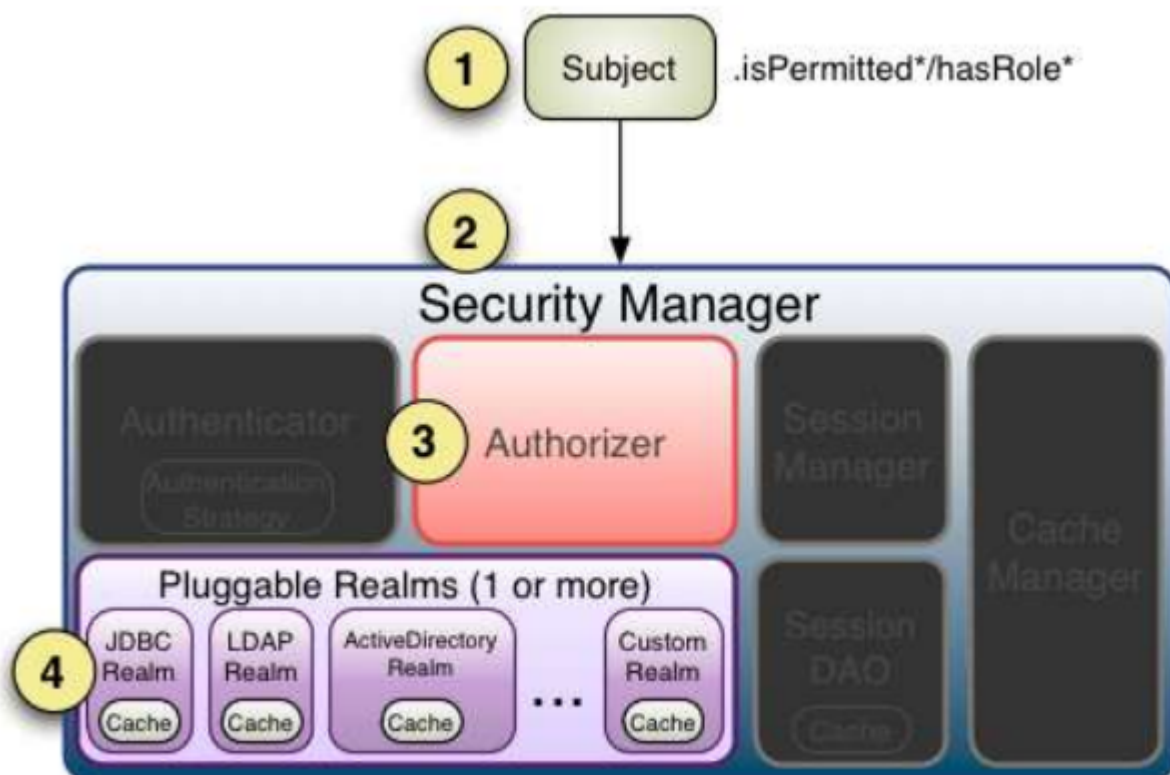 1
Subject .isPermitted*/hasRole*
2
Security Manager
Authenticator
Authentication
Strategy
3
Authorizer
Session
Manager
Cache
Manager
Pluggable Realms (1 or more)
4
JDBC
Realm
Cache
LDAP
Realm
Cache
ActiveDirectory
Realm
Cache
...
Custom
Realm
Cache
Session
DAO
Cache